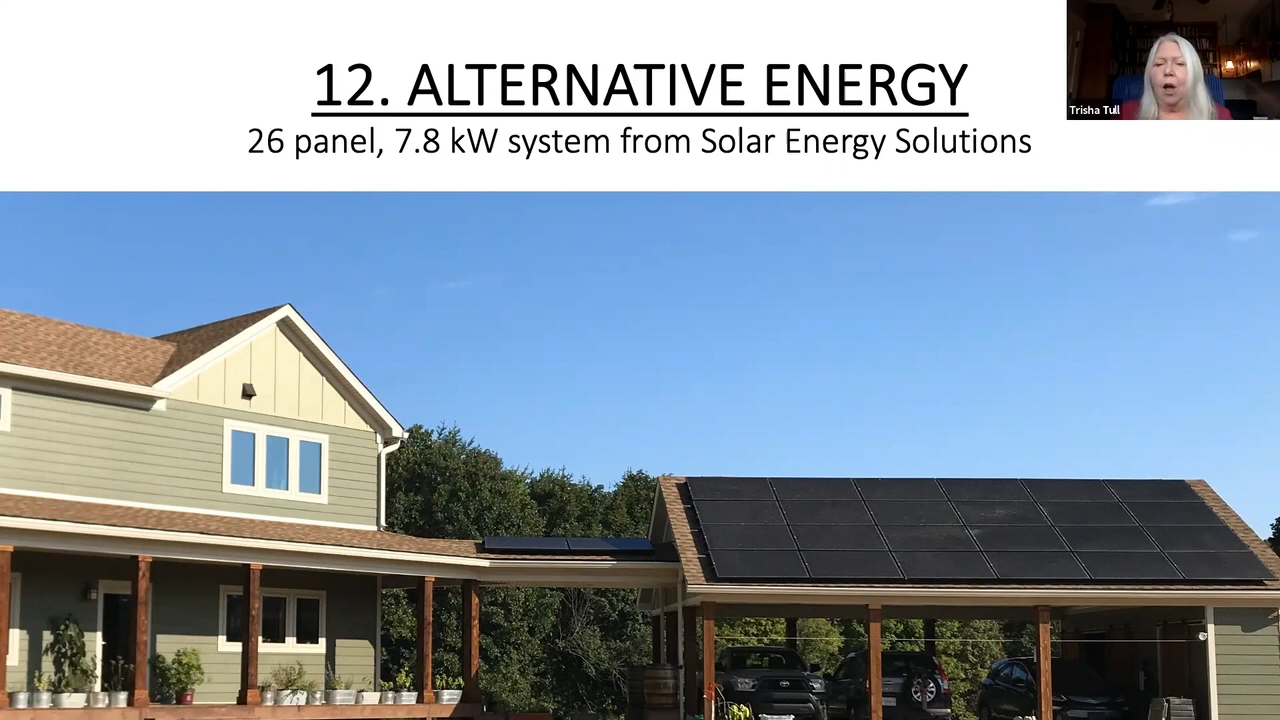 12. ALTERNATIVE ENERGY
26 panel, 7.8 kW system from Solar Energy Solutions
Trisha Tull